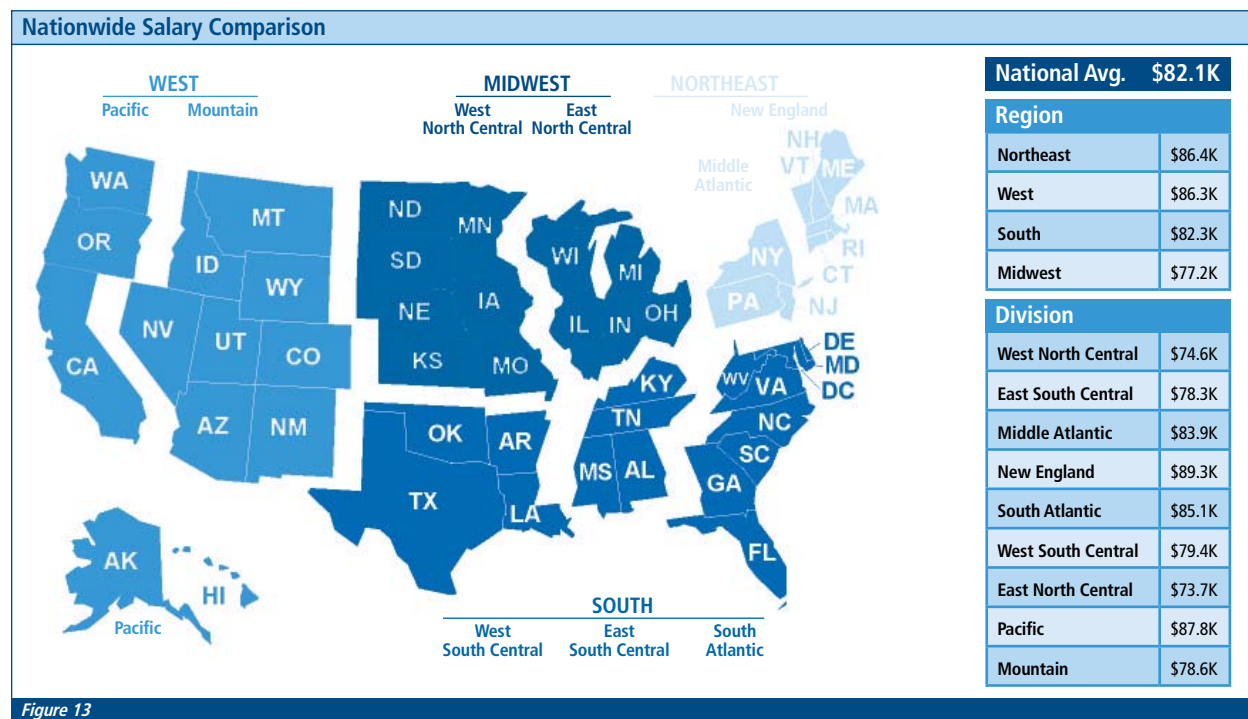 Nationwide Salary Comparison
WEST
Pacific Mountain
MIDWEST
West
North Central
East
North Central
NORTHEAST
New England
Middle
Atlantic
WA
OR
CA
NV
ID
MT
WY
UT
CO
AZ
NM
AK
HI
Pacific
ND
SD
NE
KS
MN
IA
MO
WI
MI
IL
IN
OH
NH
VT
ME
MA
RI
CT
NY
PA
NJ
DE
MD
DC
KY
WV
VA
TN
NC
SC
OK
AR
TX
LA
MS
AL
GA
FL
SOUTH
West
South Central
East
South Central
South
Atlantic
National Avg. $82.1K
Region
Northeast $86.4K
West $86.3K
South $82.3K
Midwest $77.2K
Division
West North Central $74.6K
East South Central $78.3K
Middle Atlantic $83.9K
New England $89.3K
South Atlantic $85.1K
West South Central $79.4K
East North Central $73.7K
Pacific $87.8K
Mountain $78.6K
Figure 13